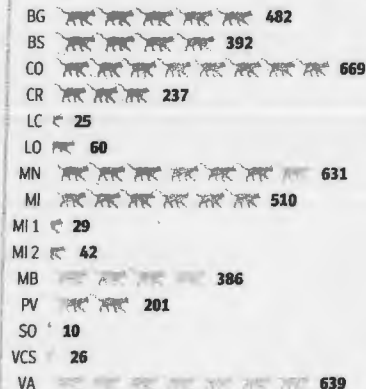 BG 482
BS 392
CO 669
CR 237
LC 25
LO 60
MN 631
MI 510
MI 1 29
MI 2 42
MB 386
PV 201
SO 10
VCS 26
VA 639